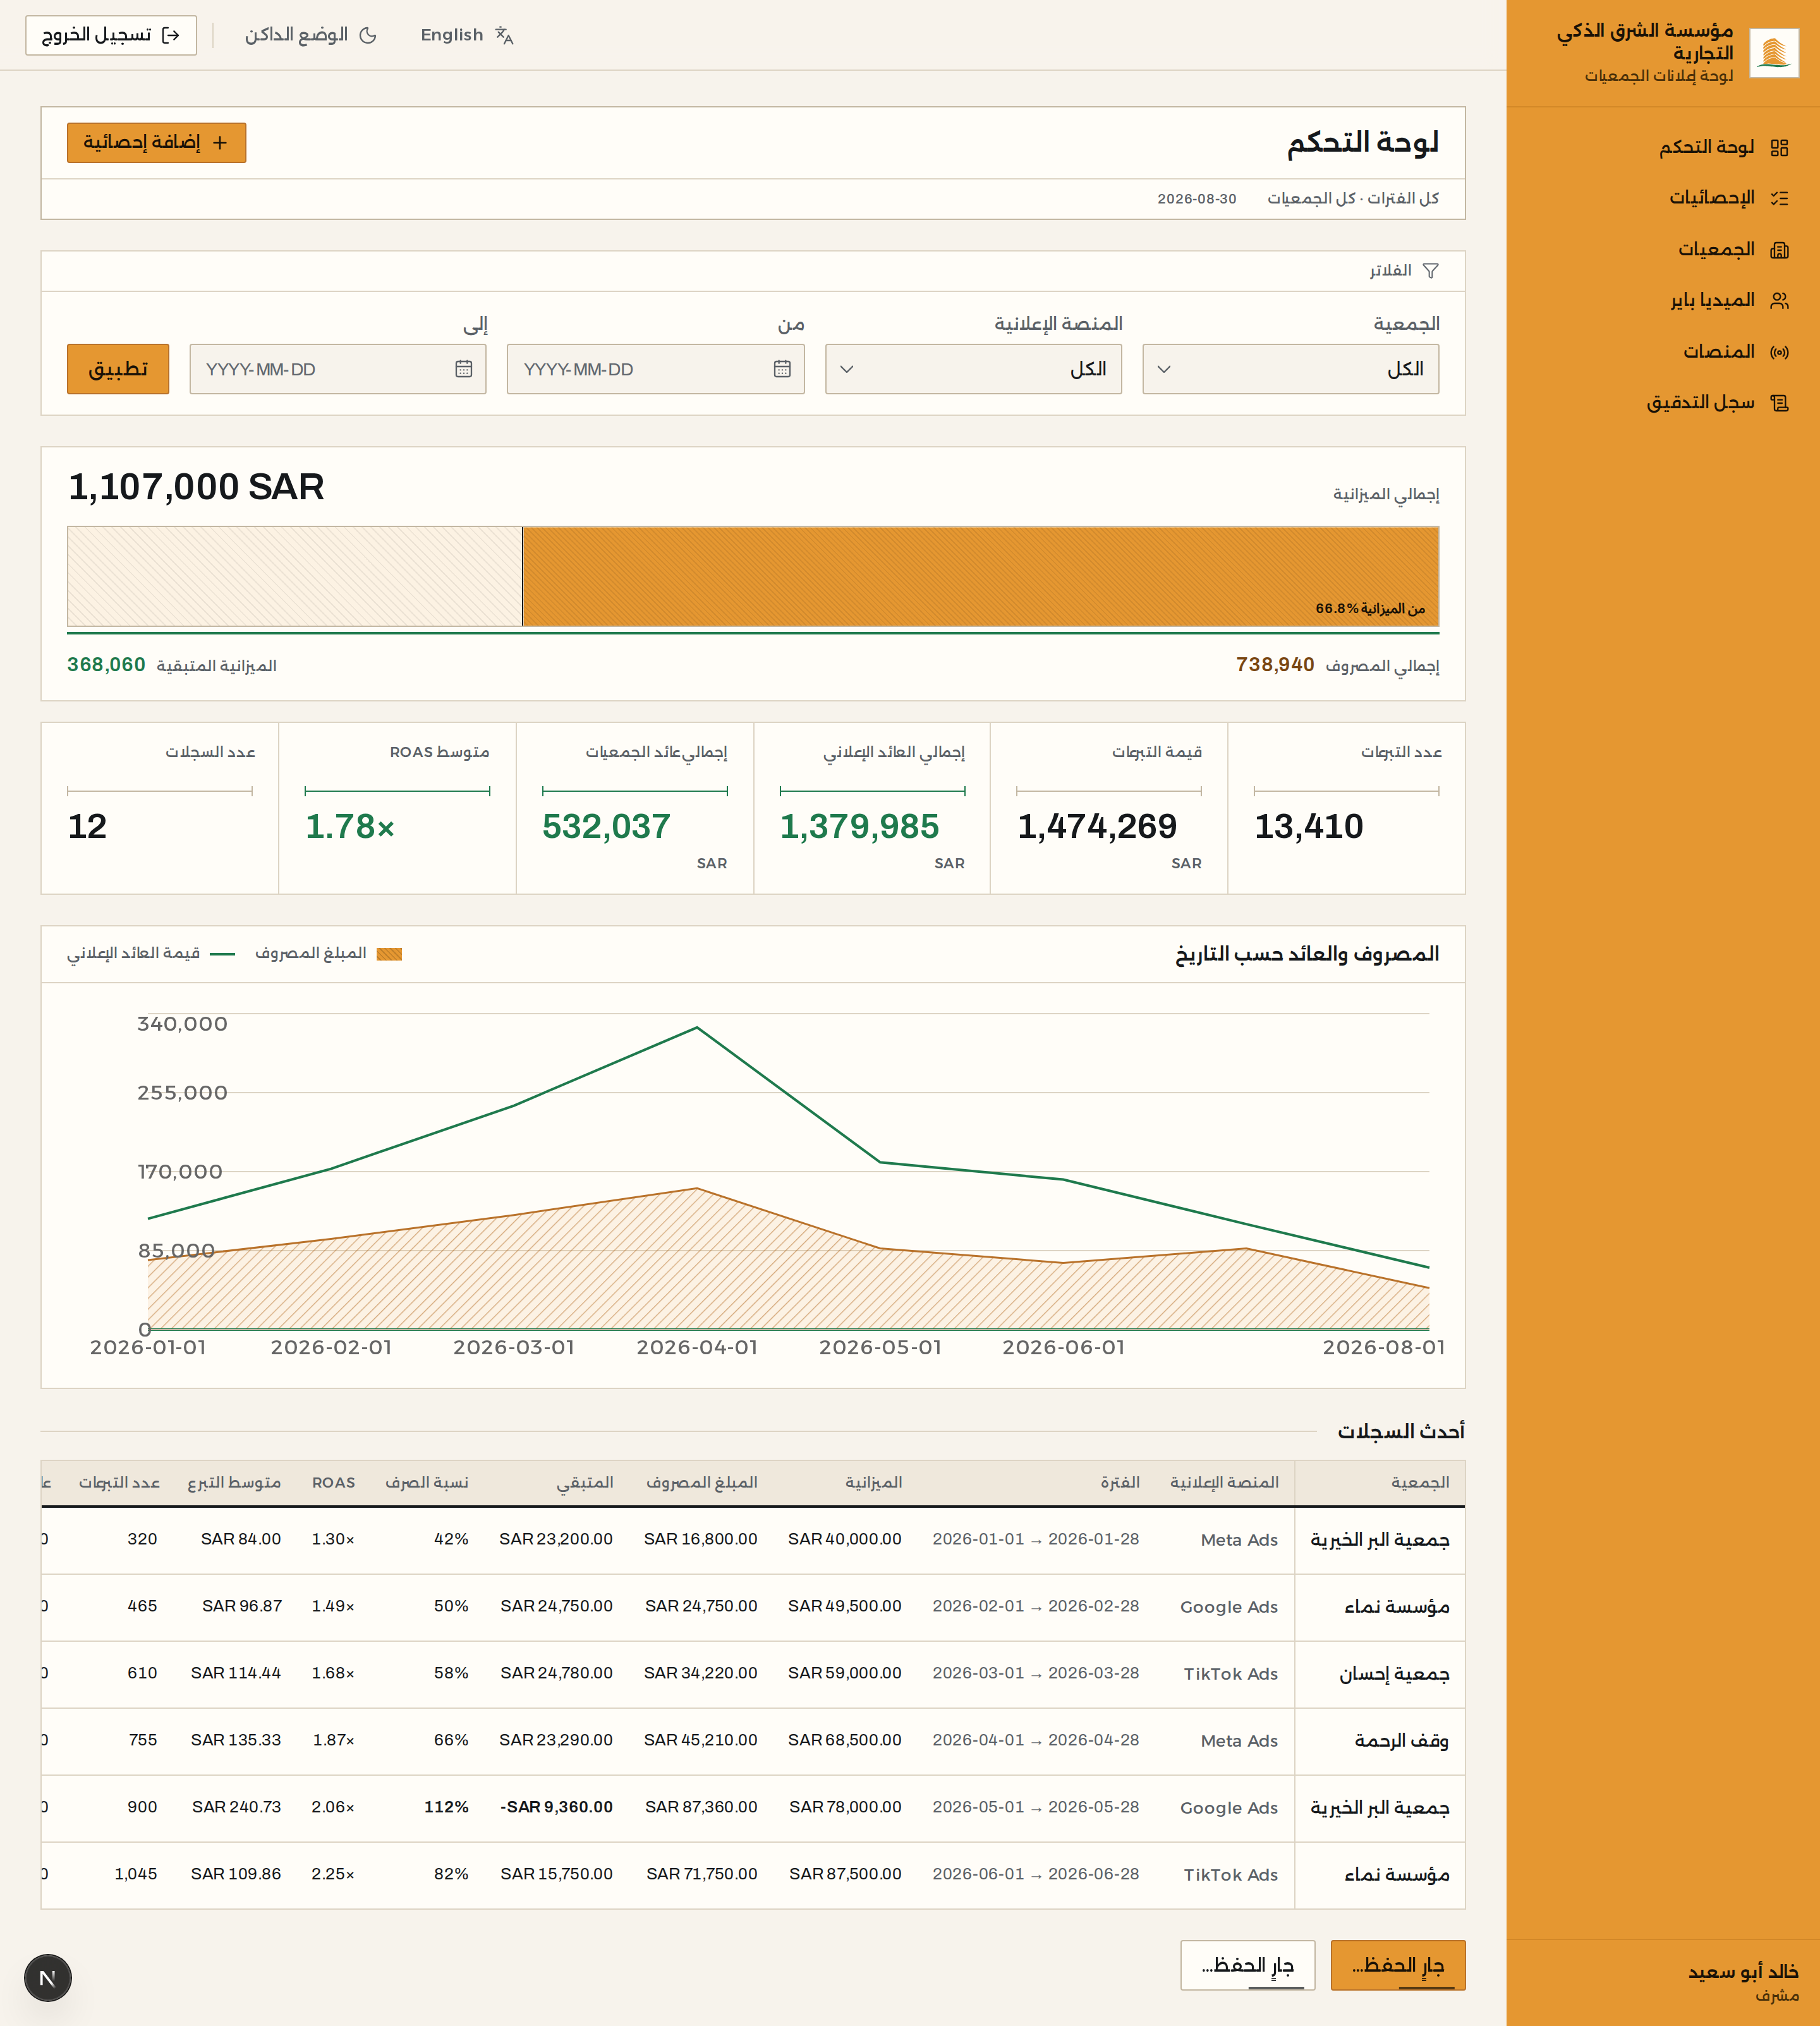 مؤسسة الشرق الذكي
التجارية
لوحة إعلانات الجمعيات
لوحة التحكم
الإحصائيات
الجمعيات
الميديا باير
المنصات
سجل التدقيق
خالد أبو سعيد
مشرف
English
الوضع الداكن
تسجيل الخروج
لوحة التحكم
إضافة إحصائية
كل الفترات · كل الجمعيات 2026-08-30
الفلاتر
الجمعية المنصة الإعلانية من إلى
الكل الكل YYYY-MM-DD YYYY-MM-DD تطبيق
إجمالي الميزانية 1,107,000 SAR
66.8% من الميزانية
إجمالي المصروف 738,940 الميزانية المتبقية 368,060
عدد التبرعات قيمة التبرعات إجمالي العائد الإعلاني إجمالي عائد الجمعيات متوسط ROAS عدد السجلات
13,410 1,474,269 1,379,985 532,037 1.78× 12
SAR SAR SAR
المصروف والعائد حسب التاريخ المبلغ المصروف قيمة العائد الإعلاني
340,000
255,000
170,000
85,000
0
2026-01-01 2026-02-01 2026-03-01 2026-04-01 2026-05-01 2026-06-01 2026-08-01
أحدث السجلات
الجمعية المنصة الإعلانية الفترة الميزانية المبلغ المصروف المتبقي نسبة الصرف ROAS متوسط التبرع عدد التبرعات
جمعية البر الخيرية Meta Ads 2026-01-01 → 2026-01-28 SAR 40,000.00 SAR 16,800.00 SAR 23,200.00 42% 1.30× SAR 84.00 320
مؤسسة نماء Google Ads 2026-02-01 → 2026-02-28 SAR 49,500.00 SAR 24,750.00 SAR 24,750.00 50% 1.49× SAR 96.87 465
جمعية إحسان TikTok Ads 2026-03-01 → 2026-03-28 SAR 59,000.00 SAR 34,220.00 SAR 24,780.00 58% 1.68× SAR 114.44 610
وقف الرحمة Meta Ads 2026-04-01 → 2026-04-28 SAR 68,500.00 SAR 45,210.00 SAR 23,290.00 66% 1.87× SAR 135.33 755
جمعية البر الخيرية Google Ads 2026-05-01 → 2026-05-28 SAR 78,000.00 SAR 87,360.00 -SAR 9,360.00 112% 2.06× SAR 240.73 900
مؤسسة نماء TikTok Ads 2026-06-01 → 2026-06-28 SAR 87,500.00 SAR 71,750.00 SAR 15,750.00 82% 2.25× SAR 109.86 1,045
جارٍ الحفظ... جارٍ الحفظ...
N